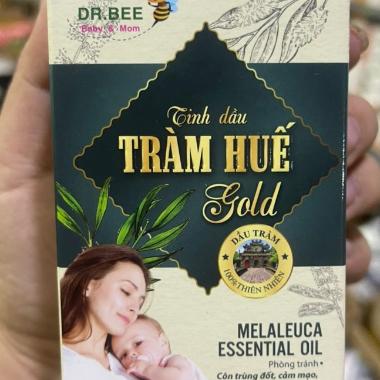 DR.BEE
Baby & Mom
Tinh dầu
TRÀM HUẾ
Gold
DẦU TRÀM
100% THIÊN NHIÊN
MELALEUCA
ESSENTIAL OIL
Phòng tránh
Côn trùng đốt, cảm mạo,